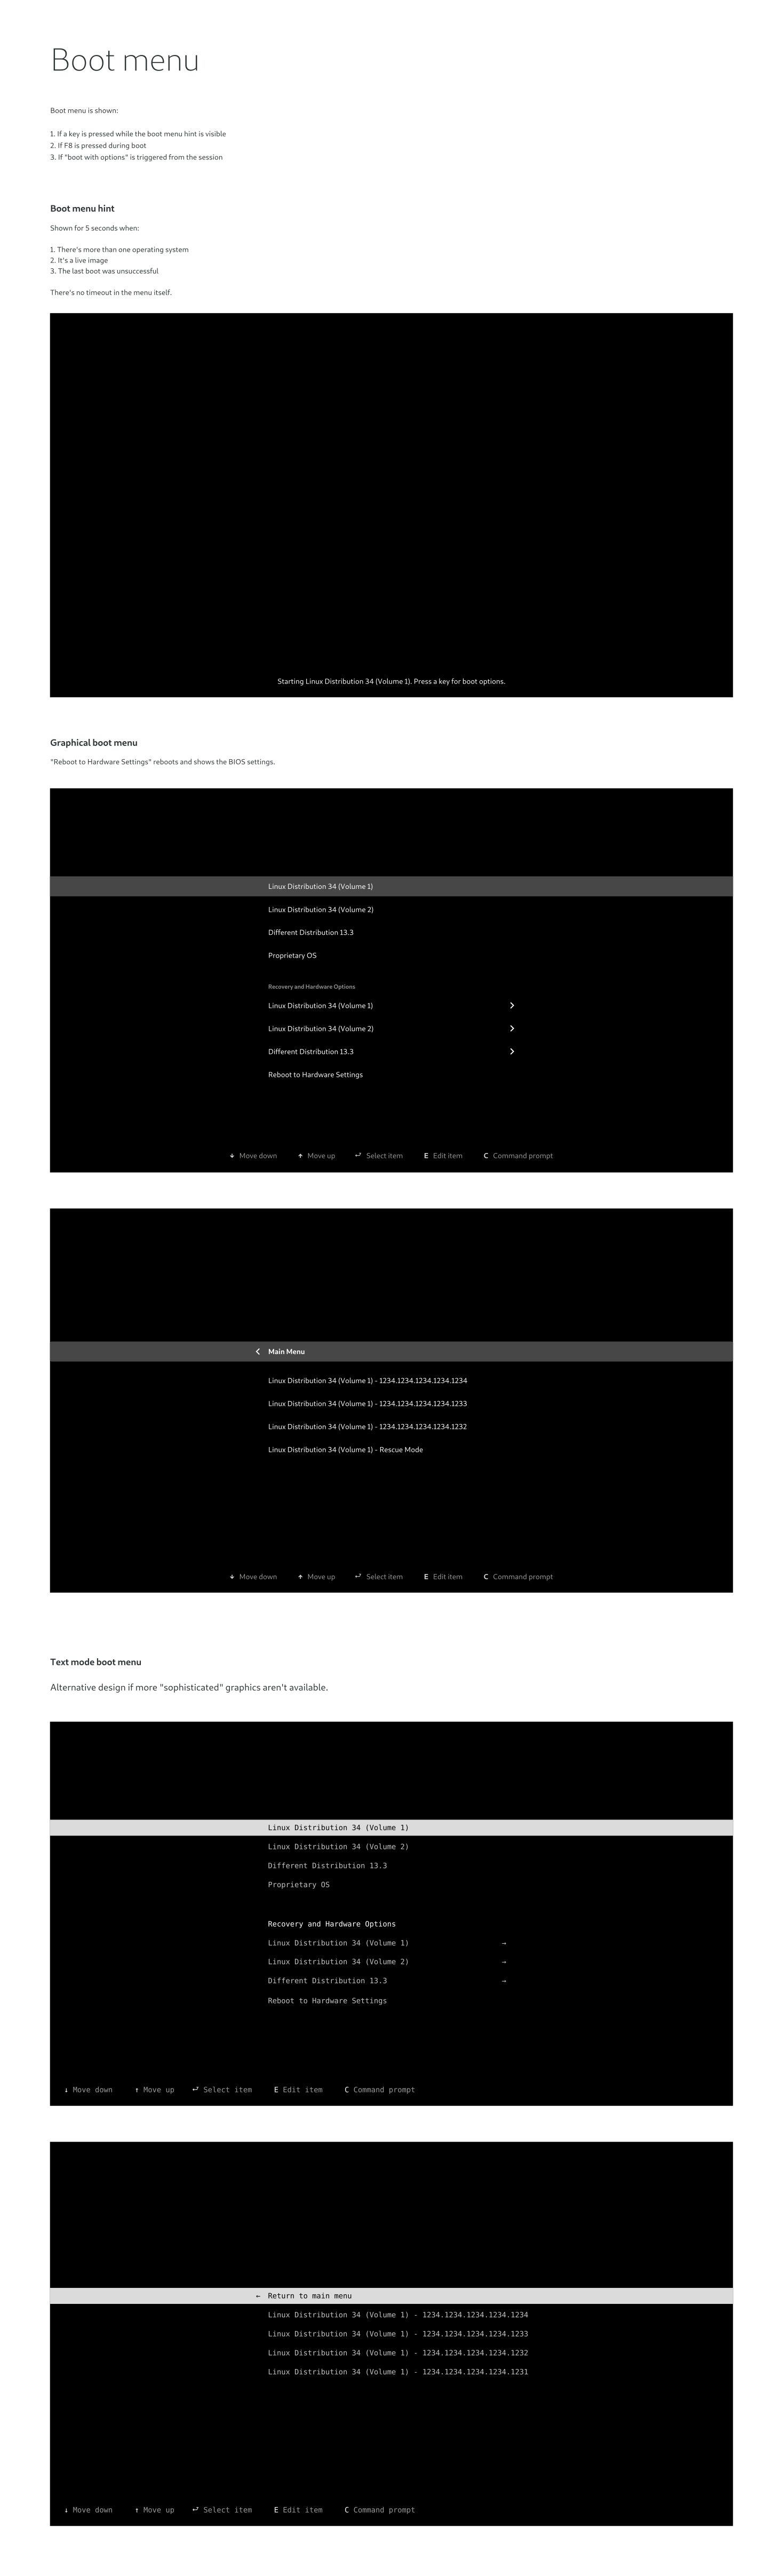 Boot menu
Boot menu is shown:
1. If a key is pressed while the boot menu hint is visible
2. If F8 is pressed during boot
3. If "boot with options" is triggered from the session
Boot menu hint
Shown for 5 seconds when:
1. There's more than one operating system
2. It's a live image
3. The last boot was unsuccessful
There's no timeout in the menu itself.
Starting Linux Distribution 34 (Volume 1). Press a key for boot options.
Graphical boot menu
"Reboot to Hardware Settings" reboots and shows the BIOS settings.
Linux Distribution 34 (Volume 1)
Linux Distribution 34 (Volume 2)
Different Distribution 13.3
Proprietary OS
Recovery and Hardware Options
Linux Distribution 34 (Volume 1)
Linux Distribution 34 (Volume 2)
Different Distribution 13.3
Reboot to Hardware Settings
↓ Move down ↑ Move up ⏎ Select item E Edit item C Command prompt
Main Menu
Linux Distribution 34 (Volume 1) - 1234.1234.1234.1234.1234
Linux Distribution 34 (Volume 1) - 1234.1234.1234.1234.1233
Linux Distribution 34 (Volume 1) - 1234.1234.1234.1234.1232
Linux Distribution 34 (Volume 1) - Rescue Mode
↓ Move down ↑ Move up ⏎ Select item E Edit item C Command prompt
Text mode boot menu
Alternative design if more "sophisticated" graphics aren't available.
Linux Distribution 34 (Volume 1)
Linux Distribution 34 (Volume 2)
Different Distribution 13.3
Proprietary OS
Recovery and Hardware Options
Linux Distribution 34 (Volume 1) →
Linux Distribution 34 (Volume 2) →
Different Distribution 13.3 →
Reboot to Hardware Settings
↓ Move down ↑ Move up ⏎ Select item E Edit item C Command prompt
← Return to main menu
Linux Distribution 34 (Volume 1) - 1234.1234.1234.1234.1234
Linux Distribution 34 (Volume 1) - 1234.1234.1234.1234.1233
Linux Distribution 34 (Volume 1) - 1234.1234.1234.1234.1232
Linux Distribution 34 (Volume 1) - 1234.1234.1234.1234.1231
↓ Move down ↑ Move up ⏎ Select item E Edit item C Command prompt